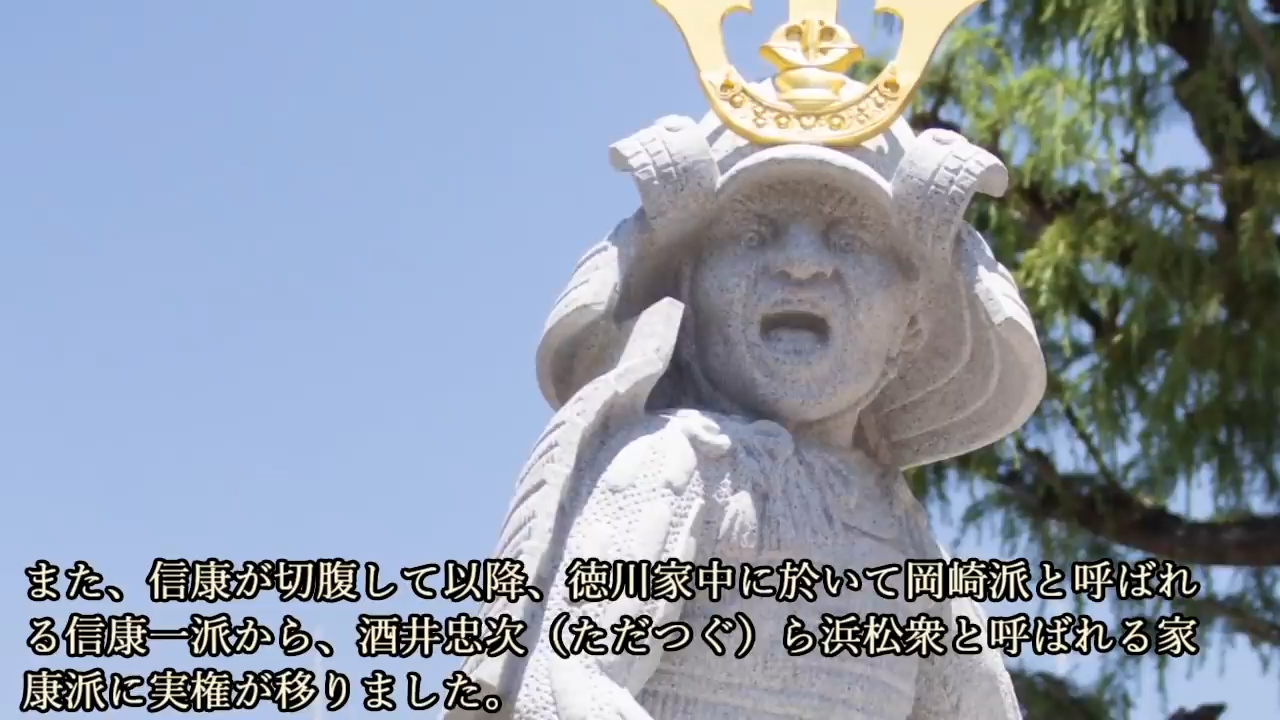 また、信康が切腹して以降、徳川家中に於いて岡崎派と呼ばれ
る信康一派から、酒井忠次（ただつぐ）ら浜松衆と呼ばれる家
康派に実権が移りました。